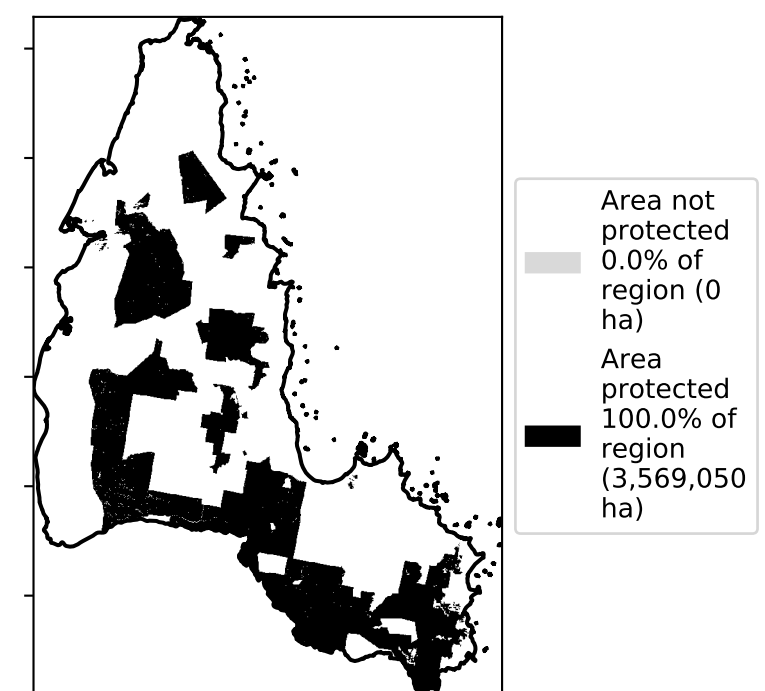 Area not
protected
0.0% of
region (0
ha)
Area
protected
100.0% of
region
(3,569,050
ha)